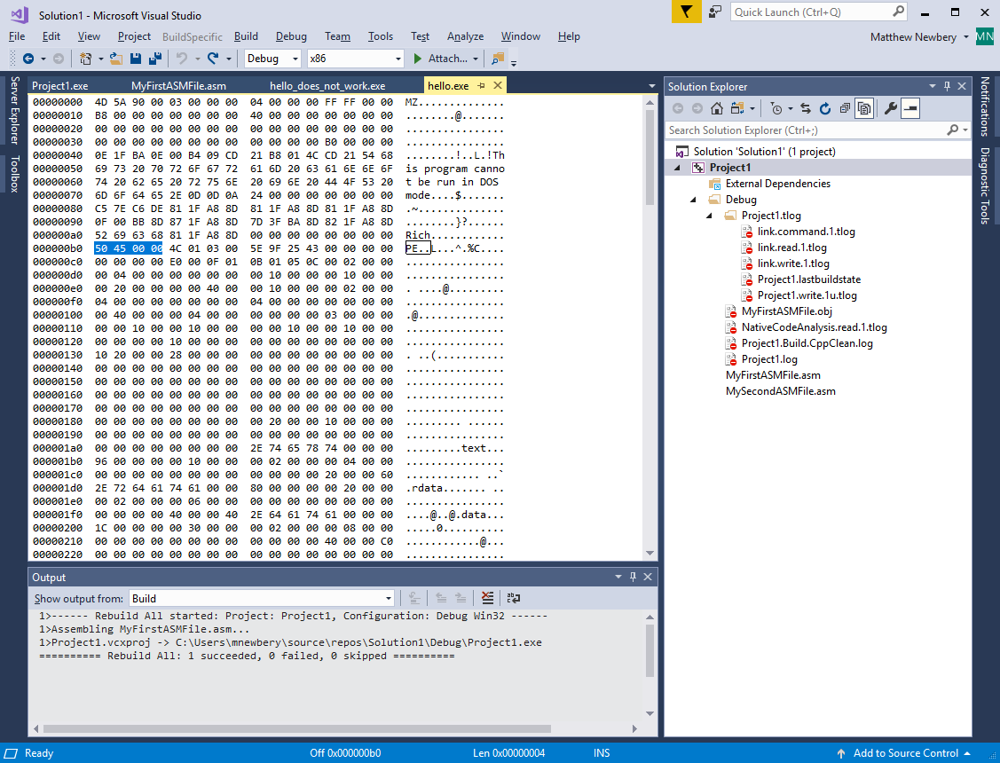 Solution1 - Microsoft Visual Studio
Quick Launch (Ctrl+Q)
File Edit View Project BuildSpecific Build Debug Team Tools Test Analyze Window Help
Matthew Newbery MN
Debug x86 Attach...
Server Explorer
Toolbox
Project1.exe MyFirstASMFile.asm hello_does_not_work.exe hello.exe
00000000 4D 5A 90 00 03 00 00 00 04 00 00 00 FF FF 00 00 MZ..............
00000010 B8 00 00 00 00 00 00 00 40 00 00 00 00 00 00 00 ........@.......
00000020 00 00 00 00 00 00 00 00 00 00 00 00 00 00 00 00 ................
00000030 00 00 00 00 00 00 00 00 00 00 00 00 B0 00 00 00 ................
00000040 0E 1F BA 0E 00 B4 09 CD 21 B8 01 4C CD 21 54 68 ........!..L.!Th
00000050 69 73 20 70 72 6F 67 72 61 6D 20 63 61 6E 6E 6F is program canno
00000060 74 20 62 65 20 72 75 6E 20 69 6E 20 44 4F 53 20 t be run in DOS
00000070 6D 6F 64 65 2E 0D 0D 0A 24 00 00 00 00 00 00 00 mode....$.......
00000080 C5 7E C6 DE 81 1F A8 8D 81 1F A8 8D 81 1F A8 8D .~..............
00000090 0F 00 BB 8D 87 1F A8 8D 7D 3F BA 8D 82 1F A8 8D ........}?......
000000a0 52 69 63 68 81 1F A8 8D 00 00 00 00 00 00 00 00 Rich............
000000b0 50 45 00 00 4C 01 03 00 5E 9F 25 43 00 00 00 00 PE..L...^.%C....
000000c0 00 00 00 00 E0 00 0F 01 0B 01 05 0C 00 02 00 00 ................
000000d0 00 04 00 00 00 00 00 00 00 10 00 00 00 10 00 00 ................
000000e0 00 20 00 00 00 00 40 00 00 10 00 00 00 02 00 00 . ....@.........
000000f0 04 00 00 00 00 00 00 00 04 00 00 00 00 00 00 00 ................
00000100 00 40 00 00 00 04 00 00 00 00 00 00 03 00 00 00 .@..............
00000110 00 00 10 00 00 10 00 00 00 00 10 00 00 10 00 00 ................
00000120 00 00 00 00 10 00 00 00 00 00 00 00 00 00 00 00 ................
00000130 10 20 00 00 28 00 00 00 00 00 00 00 00 00 00 00 . ..(...........
00000140 00 00 00 00 00 00 00 00 00 00 00 00 00 00 00 00 ................
00000150 00 00 00 00 00 00 00 00 00 00 00 00 00 00 00 00 ................
00000160 00 00 00 00 00 00 00 00 00 00 00 00 00 00 00 00 ................
00000170 00 00 00 00 00 00 00 00 00 00 00 00 00 00 00 00 ................
00000180 00 00 00 00 00 00 00 00 00 20 00 00 10 00 00 00 ......... ......
00000190 00 00 00 00 00 00 00 00 00 00 00 00 00 00 00 00 ................
000001a0 00 00 00 00 00 00 00 00 2E 74 65 78 74 00 00 00 .........text...
000001b0 96 00 00 00 00 10 00 00 00 02 00 00 00 04 00 00 ................
000001c0 00 00 00 00 00 00 00 00 00 00 00 00 20 00 00 60 ............ ..`
000001d0 2E 72 64 61 74 61 00 00 80 00 00 00 00 20 00 00 .rdata....... ..
000001e0 00 02 00 00 00 06 00 00 00 00 00 00 00 00 00 00 ................
000001f0 00 00 00 00 40 00 00 40 2E 64 61 74 61 00 00 00 ....@..@.data...
00000200 1C 00 00 00 00 30 00 00 00 02 00 00 00 08 00 00 .....0..........
00000210 00 00 00 00 00 00 00 00 00 00 00 00 40 00 00 C0 ............@...
00000220 00 00 00 00 00 00 00 00 00 00 00 00 00 00 00 00 ................
Solution Explorer
Search Solution Explorer (Ctrl+;)
Solution 'Solution1' (1 project)
Project1
External Dependencies
Debug
Project1.tlog
link.command.1.tlog
link.read.1.tlog
link.write.1.tlog
Project1.lastbuildstate
Project1.write.1u.tlog
MyFirstASMFile.obj
NativeCodeAnalysis.read.1.tlog
Project1.Build.CppClean.log
Project1.log
MyFirstASMFile.asm
MySecondASMFile.asm
Notifications
Diagnostic Tools
Output
Show output from: Build
1>------ Rebuild All started: Project: Project1, Configuration: Debug Win32 ------
1>Assembling MyFirstASMFile.asm...
1>Project1.vcxproj -> C:\Users\mnewbery\source\repos\Solution1\Debug\Project1.exe
========== Rebuild All: 1 succeeded, 0 failed, 0 skipped ==========
Ready Off 0x000000b0 Len 0x00000004 INS Add to Source Control